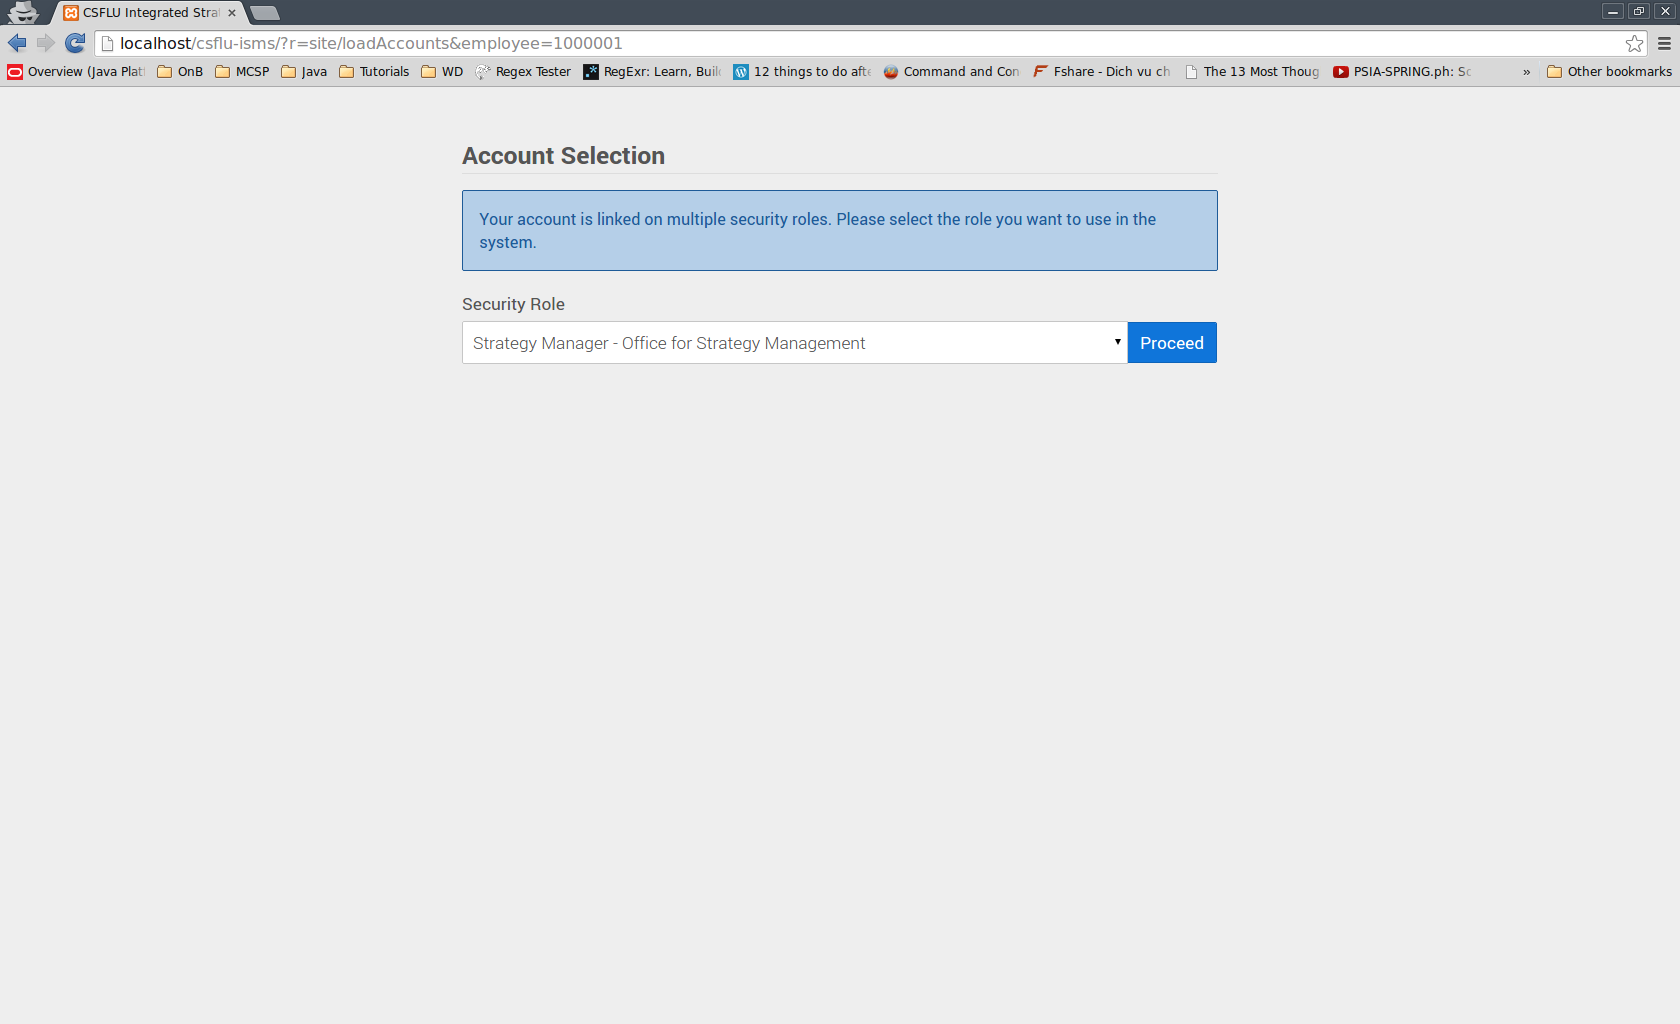 CSFLU Integrated Stra
localhost/csflu-isms/?r=site/loadAccounts&employee=1000001
Overview (Java Plat OnB MCSP Java Tutorials WD Regex Tester RegExr: Learn, Buil 12 things to do afte Command and Con Fshare - Dich vu ch The 13 Most Thoug PSIA-SPRING.ph: Sc » Other bookmarks
Account Selection
Your account is linked on multiple security roles. Please select the role you want to use in the
system.
Security Role
Strategy Manager - Office for Strategy Management Proceed